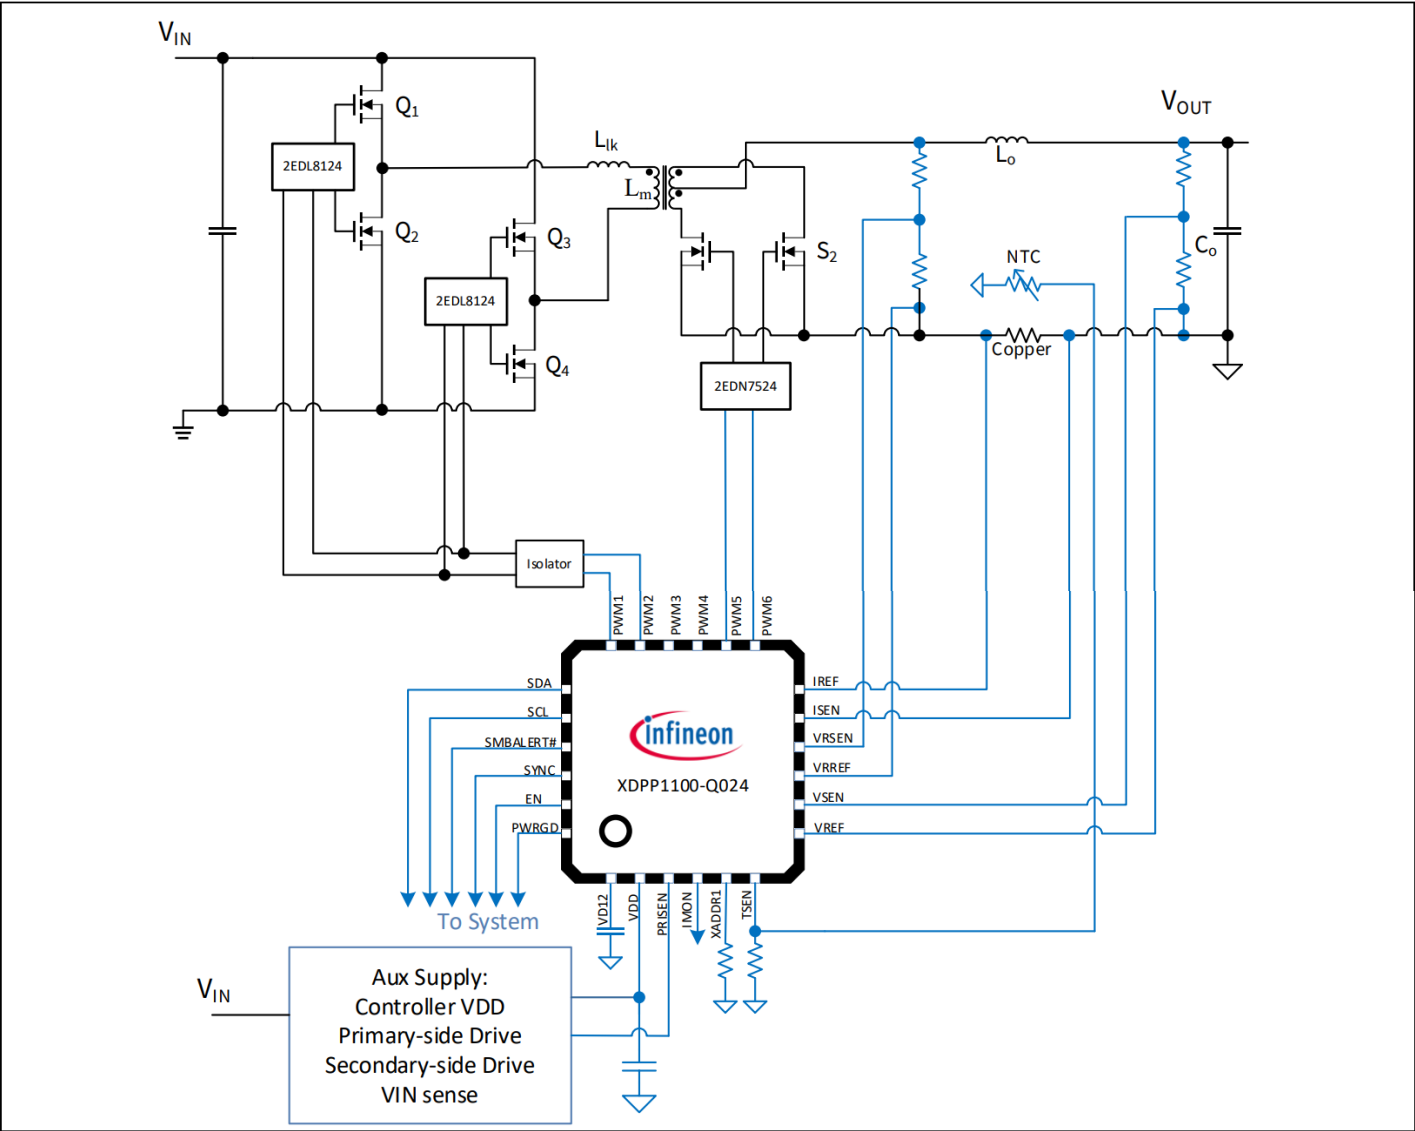 VIN
VOUT
Q1
2EDL8124
Llk
Lm
Lo
Q2
Q3
S2
Co
NTC
2EDL8124
Copper
Q4
2EDN7524
Isolator
PWM1
PWM2
PWM3
PWM4
PWM5
PWM6
SDA
SCL
SMBALERT#
SYNC
EN
PWRGD
IREF
ISEN
VRSEN
VRREF
VSEN
VREF
infineon
XDPP1100-Q024
VD12
VDD
PRISEN
IMON
XADDR1
TSEN
To System
VIN
Aux Supply:
Controller VDD
Primary-side Drive
Secondary-side Drive
VIN sense